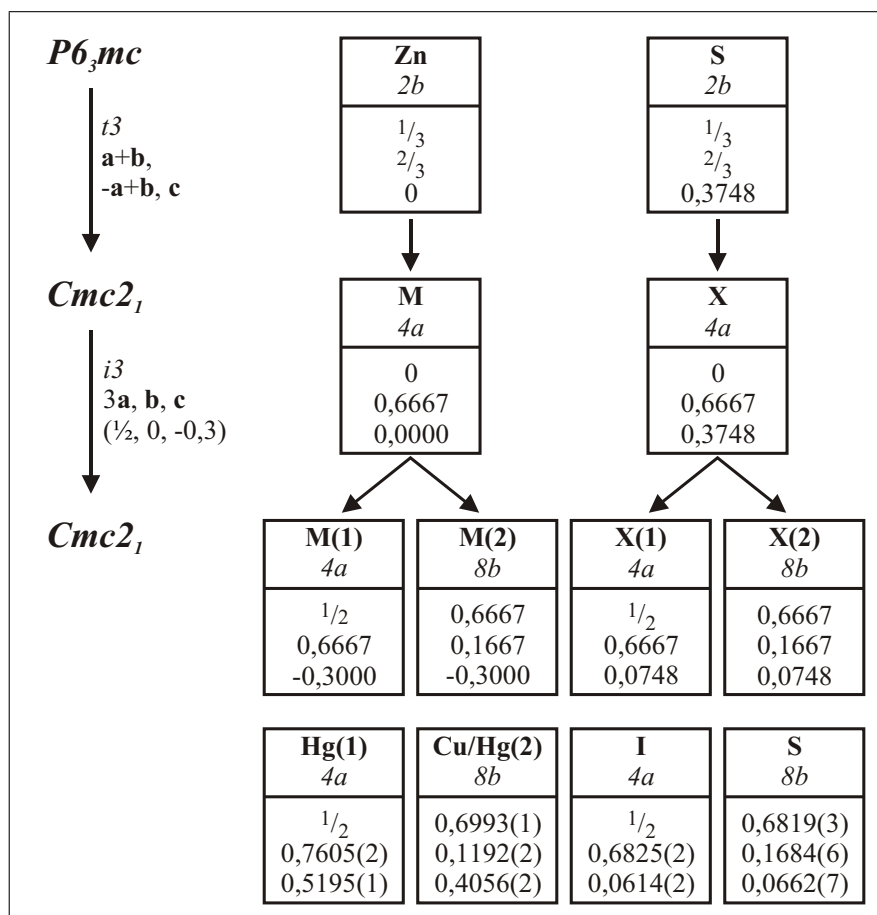 P6₃mc
t3
a+b,
-a+b, c
Zn
2b
1/3
2/3
0
S
2b
1/3
2/3
0,3748
Cmc2₁
i3
3a, b, c
(½, 0, -0,3)
M
4a
0
0,6667
0,0000
X
4a
0
0,6667
0,3748
Cmc2₁
M(1)
4a
1/2
0,6667
-0,3000
M(2)
8b
0,6667
0,1667
-0,3000
X(1)
4a
1/2
0,6667
0,0748
X(2)
8b
0,6667
0,1667
0,0748
Hg(1)
4a
1/2
0,7605(2)
0,5195(1)
Cu/Hg(2)
8b
0,6993(1)
0,1192(2)
0,4056(2)
I
4a
1/2
0,6825(2)
0,0614(2)
S
8b
0,6819(3)
0,1684(6)
0,0662(7)